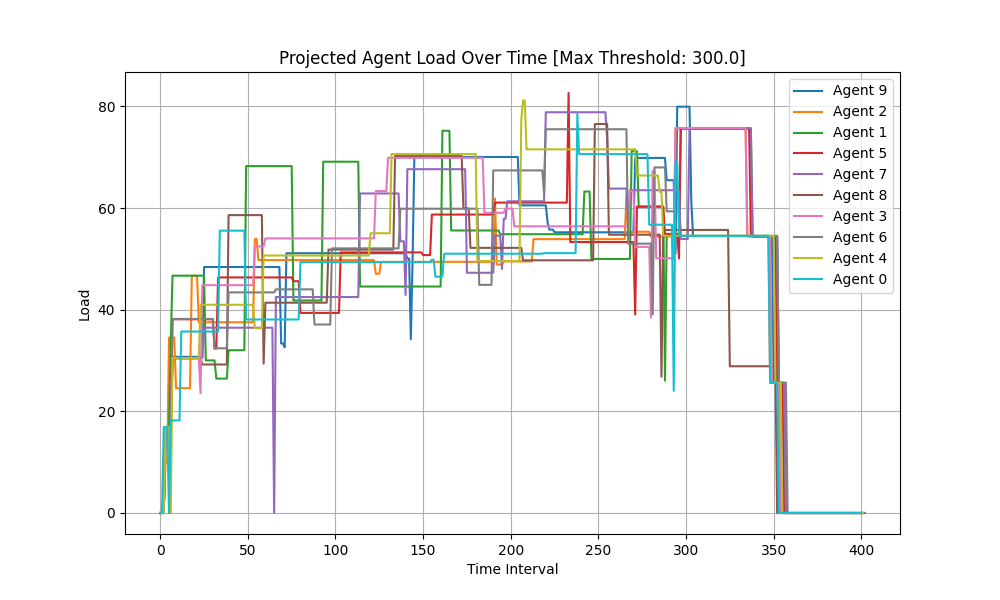 Projected Agent Load Over Time [Max Threshold: 300.0]
Load
80
60
40
20
0
0 50 100 150 200 250 300 350 400
Time Interval
Agent 9
Agent 2
Agent 1
Agent 5
Agent 7
Agent 8
Agent 3
Agent 6
Agent 4
Agent 0